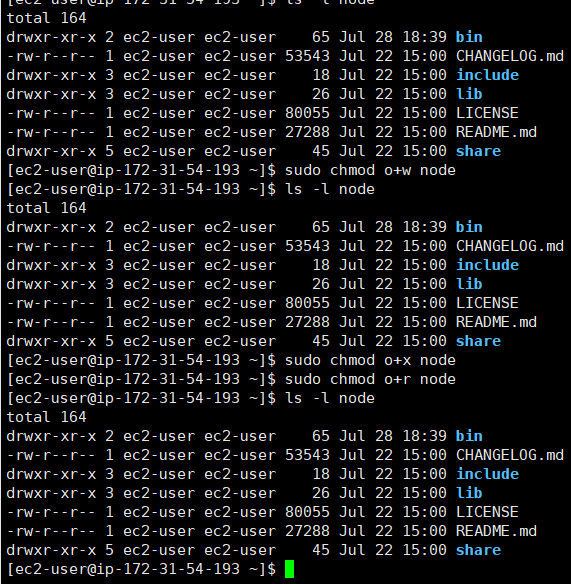 ls -l node
total 164
drwxr-xr-x 2 ec2-user ec2-user    65 Jul 28 18:39 bin
-rw-r--r-- 1 ec2-user ec2-user 53543 Jul 22 15:00 CHANGELOG.md
drwxr-xr-x 3 ec2-user ec2-user    18 Jul 22 15:00 include
drwxr-xr-x 3 ec2-user ec2-user    26 Jul 22 15:00 lib
-rw-r--r-- 1 ec2-user ec2-user 80055 Jul 22 15:00 LICENSE
-rw-r--r-- 1 ec2-user ec2-user 27288 Jul 22 15:00 README.md
drwxr-xr-x 5 ec2-user ec2-user    45 Jul 22 15:00 share
[ec2-user@ip-172-31-54-193 ~]$ sudo chmod o+w node
[ec2-user@ip-172-31-54-193 ~]$ ls -l node
total 164
drwxr-xr-x 2 ec2-user ec2-user    65 Jul 28 18:39 bin
-rw-r--r-- 1 ec2-user ec2-user 53543 Jul 22 15:00 CHANGELOG.md
drwxr-xr-x 3 ec2-user ec2-user    18 Jul 22 15:00 include
drwxr-xr-x 3 ec2-user ec2-user    26 Jul 22 15:00 lib
-rw-r--r-- 1 ec2-user ec2-user 80055 Jul 22 15:00 LICENSE
-rw-r--r-- 1 ec2-user ec2-user 27288 Jul 22 15:00 README.md
drwxr-xr-x 5 ec2-user ec2-user    45 Jul 22 15:00 share
[ec2-user@ip-172-31-54-193 ~]$ sudo chmod o+x node
[ec2-user@ip-172-31-54-193 ~]$ sudo chmod o+r node
[ec2-user@ip-172-31-54-193 ~]$ ls -l node
total 164
drwxr-xr-x 2 ec2-user ec2-user    65 Jul 28 18:39 bin
-rw-r--r-- 1 ec2-user ec2-user 53543 Jul 22 15:00 CHANGELOG.md
drwxr-xr-x 3 ec2-user ec2-user    18 Jul 22 15:00 include
drwxr-xr-x 3 ec2-user ec2-user    26 Jul 22 15:00 lib
-rw-r--r-- 1 ec2-user ec2-user 80055 Jul 22 15:00 LICENSE
-rw-r--r-- 1 ec2-user ec2-user 27288 Jul 22 15:00 README.md
drwxr-xr-x 5 ec2-user ec2-user    45 Jul 22 15:00 share
[ec2-user@ip-172-31-54-193 ~]$